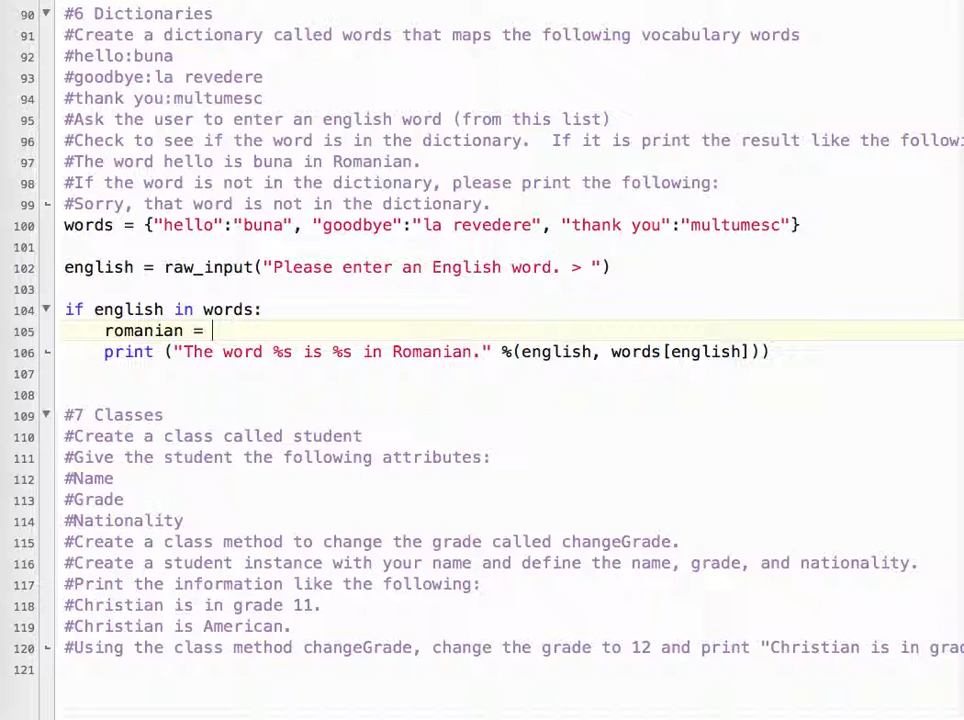 90 #6 Dictionaries
91 #Create a dictionary called words that maps the following vocabulary words
92 #hello:buna
93 #goodbye:la revedere
94 #thank you:multumesc
95 #Ask the user to enter an english word (from this list)
96 #Check to see if the word is in the dictionary.  If it is print the result like the followi
97 #The word hello is buna in Romanian.
98 #If the word is not in the dictionary, please print the following:
99 #Sorry, that word is not in the dictionary.
100 words = {"hello":"buna", "goodbye":"la revedere", "thank you":"multumesc"}
101
102 english = raw_input("Please enter an English word. > ")
103
104 if english in words:
105     romanian =
106     print ("The word %s is %s in Romanian." %(english, words[english]))
107
108
109 #7 Classes
110 #Create a class called student
111 #Give the student the following attributes:
112 #Name
113 #Grade
114 #Nationality
115 #Create a class method to change the grade called changeGrade.
116 #Create a student instance with your name and define the name, grade, and nationality.
117 #Print the information like the following:
118 #Christian is in grade 11.
119 #Christian is American.
120 #Using the class method changeGrade, change the grade to 12 and print "Christian is in grad
121